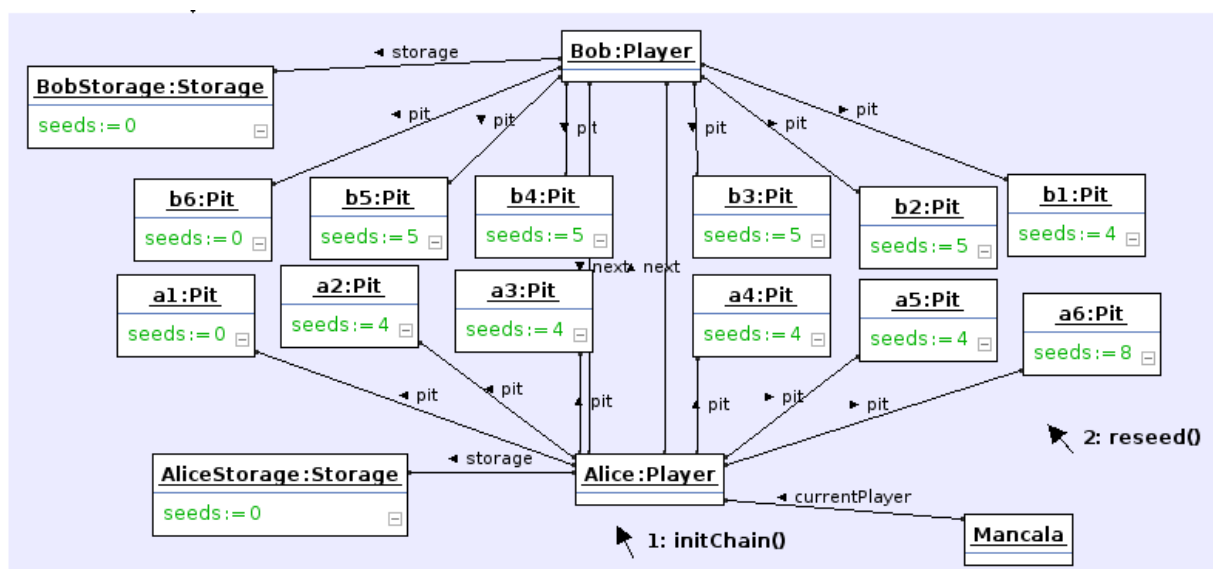 Bob:Player
◄ storage
BobStorage:Storage
seeds:=0
◄ pit
▼ pit
▼ pit
▼ pit
► pit
► pit
b6:Pit
seeds:=0
b5:Pit
seeds:=5
b4:Pit
seeds:=5
b3:Pit
seeds:=5
b2:Pit
seeds:=5
b1:Pit
seeds:=4
▼ next
▲ next
a1:Pit
seeds:=0
a2:Pit
seeds:=4
a3:Pit
seeds:=4
a4:Pit
seeds:=4
a5:Pit
seeds:=4
a6:Pit
seeds:=8
◄ pit
◄ pit
▲ pit
▲ pit
► pit
► pit
2: reseed()
AliceStorage:Storage
seeds:=0
◄ storage
Alice:Player
◄ currentPlayer
1: initChain()
Mancala